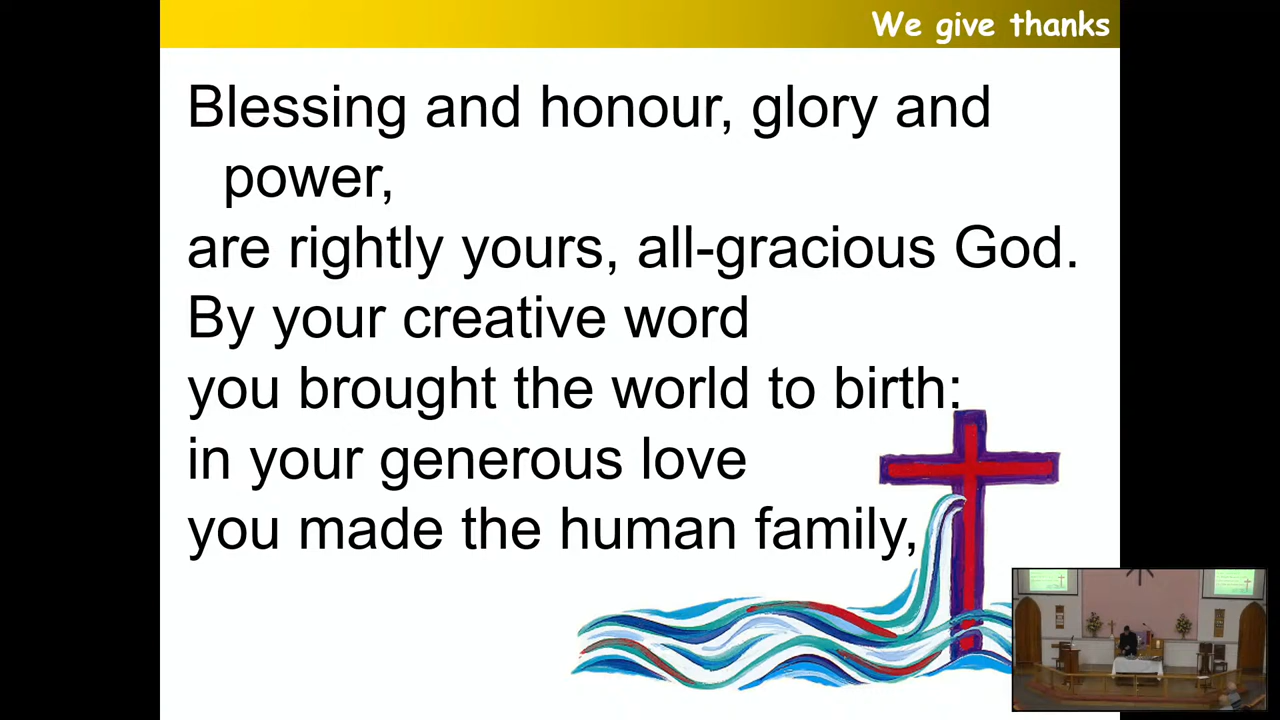 We give thanks
Blessing and honour, glory and
power,
are rightly yours, all-gracious God.
By your creative word
you brought the world to birth:
in your generous love
you made the human family,